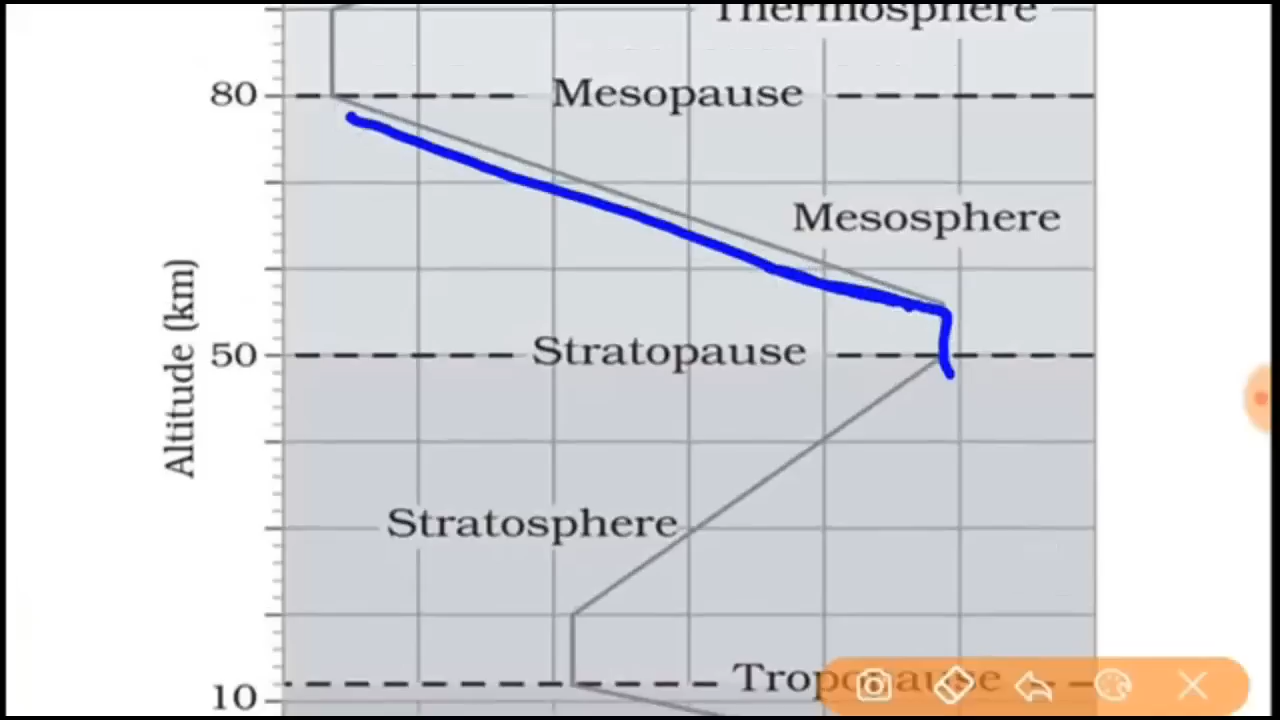 Thermosphere
80
Mesopause
Mesosphere
Altitude (km)
50
Stratopause
Stratosphere
Tropopause
10